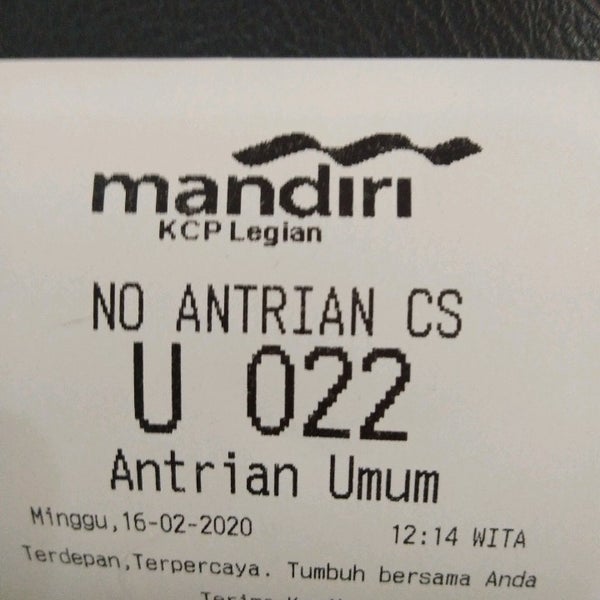 mandiri
KCP Legian
NO ANTRIAN CS
U 022
Antrian Umum
Minggu,16-02-2020 12:14 WITA
Terdepan,Terpercaya. Tumbuh bersama Anda